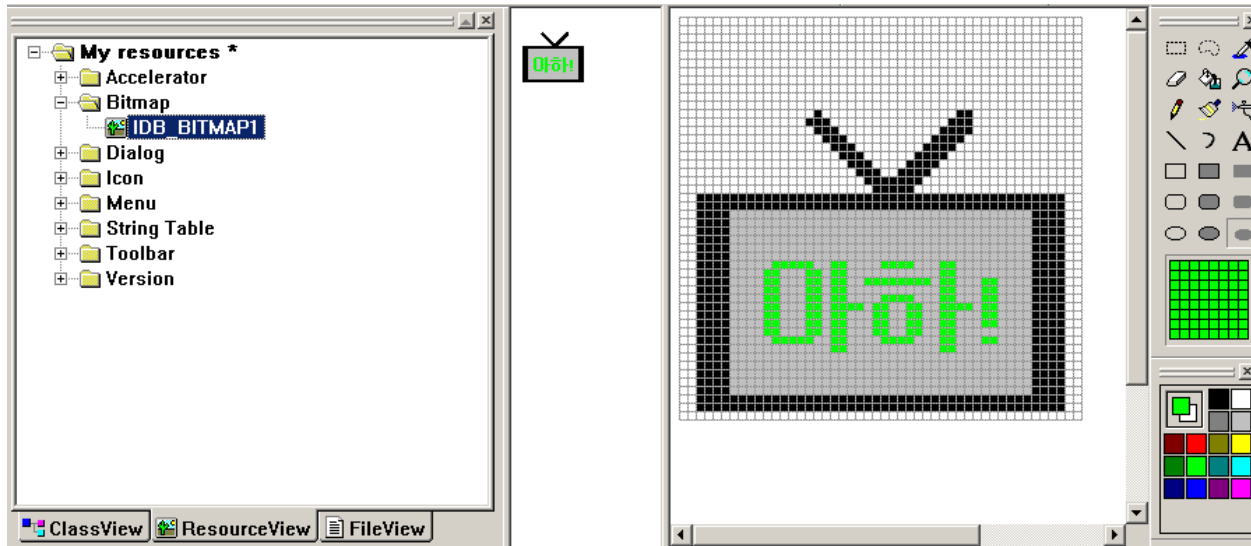 My resources *
Accelerator
Bitmap
IDB_BITMAP1
Dialog
Icon
Menu
String Table
Toolbar
Version
ClassView ResourceView FileView
아하!
아하!
A